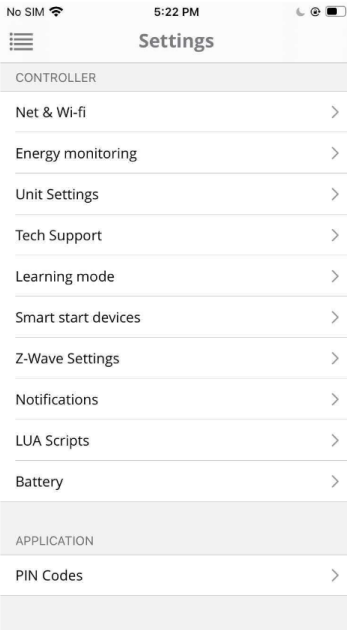 No SIM 5:22 PM
Settings
CONTROLLER
Net & Wi-fi
Energy monitoring
Unit Settings
Tech Support
Learning mode
Smart start devices
Z-Wave Settings
Notifications
LUA Scripts
Battery
APPLICATION
PIN Codes